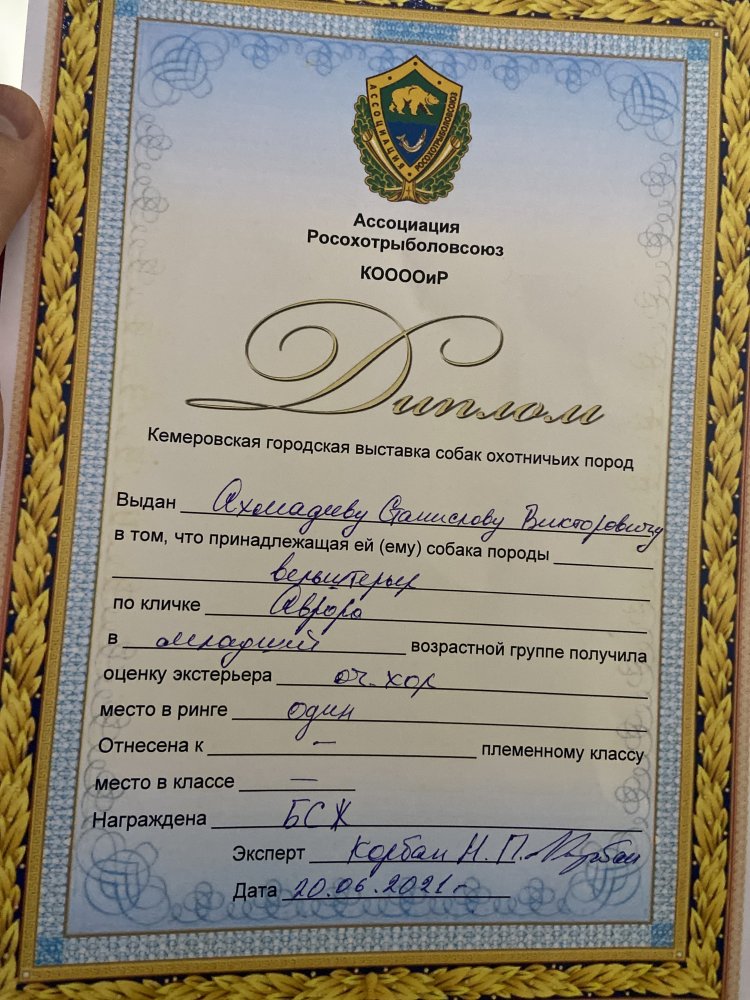 АССОЦИАЦИЯ РОСОХОТРЫБОЛОВСОЮЗ
Ассоциация
Росохотрыболовсоюз
КООООиР
Диплом
Кемеровская городская выставка собак охотничьих пород
Выдан Ахмадиеву Станиславу Викторовичу
в том, что принадлежащая ей (ему) собака породы
вельштерьер
по кличке Аврора
в младший возрастной группе получила
оценку экстерьера оч. хор
место в ринге один
Отнесена к – племенному классу
место в классе —
Награждена БСЖ
Эксперт Н. П.
Дата 20.06.2021г.